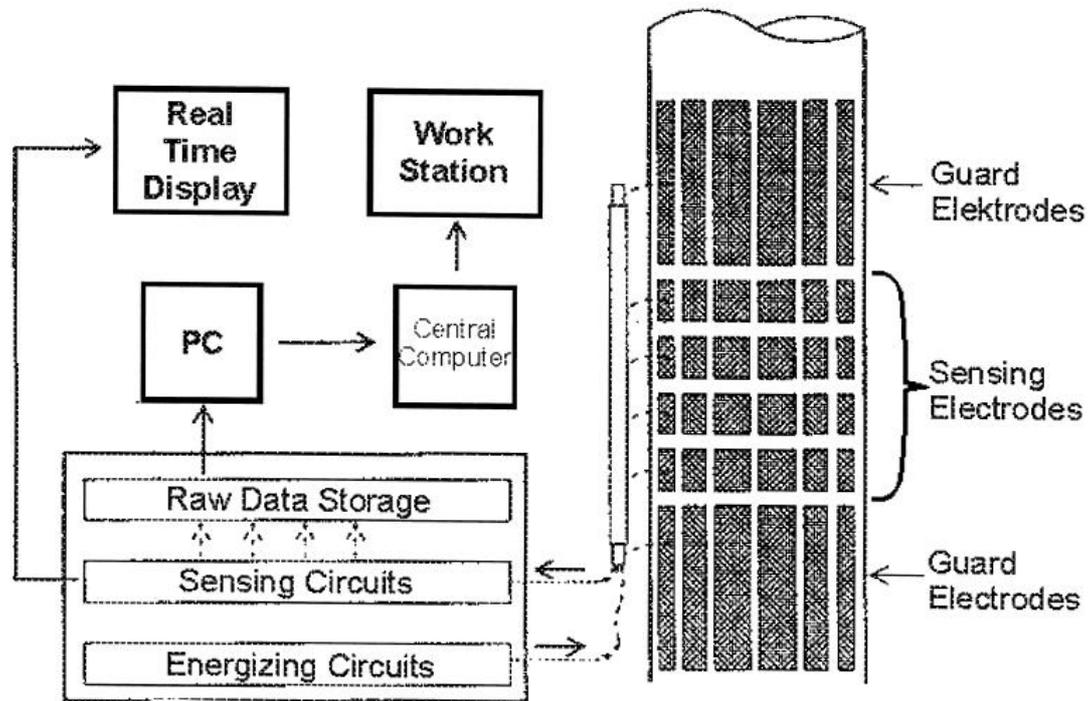 Real
Time
Display
Work
Station
Guard
Elektrodes
PC
Central
Computer
Sensing
Electrodes
Raw Data Storage
Sensing Circuits
Energizing Circuits
Guard
Electrodes